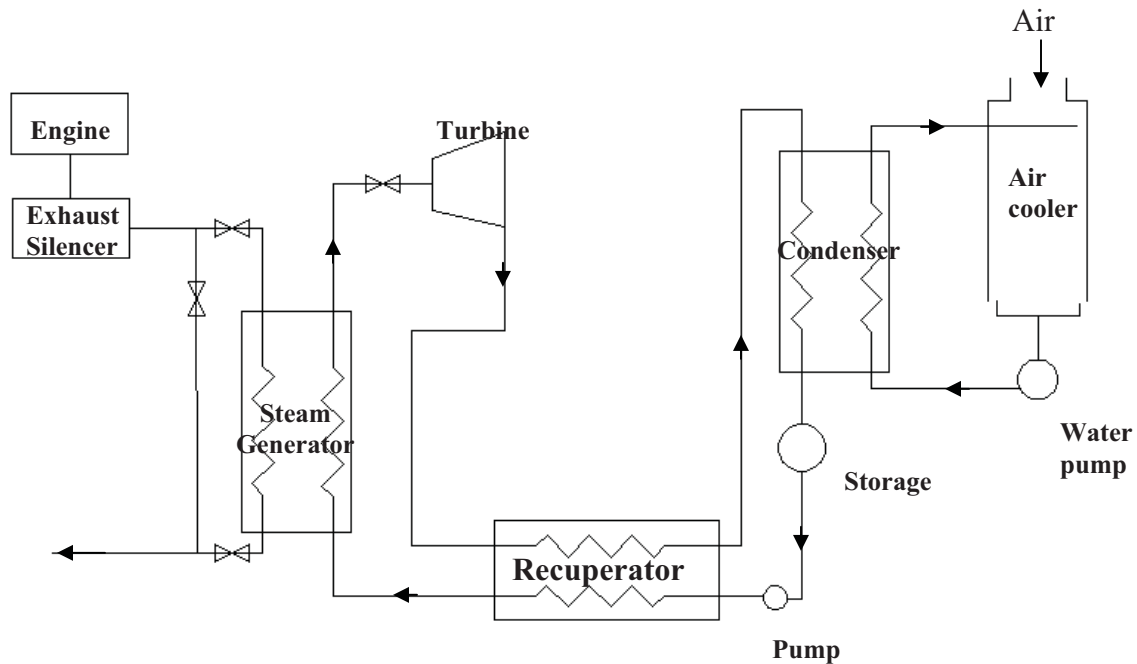 Air
Engine
Turbine
Exhaust
Silencer
Air
cooler
Condenser
Steam
Generator
Water
pump
Storage
Recuperator
Pump